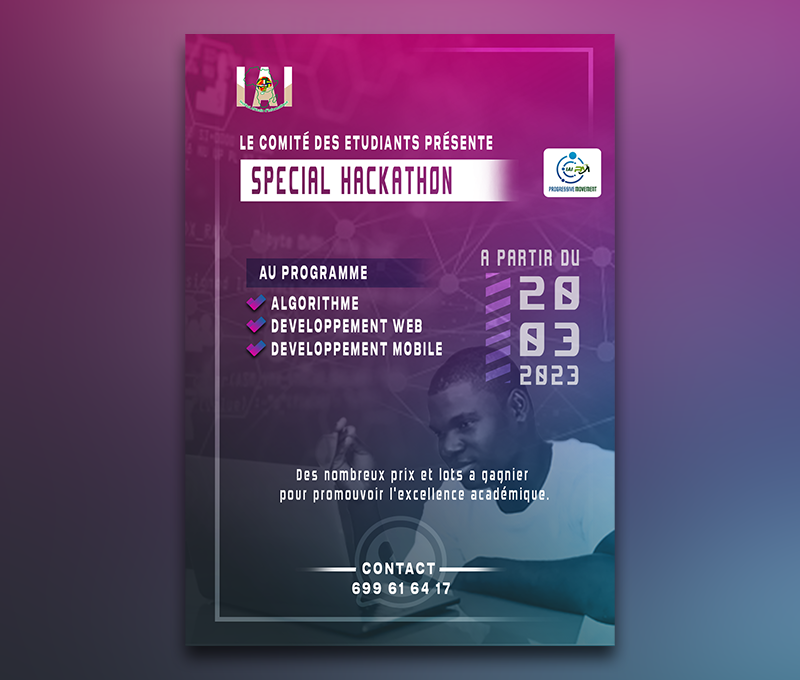 IAI
LE COMITÉ DES ETUDIANTS PRÉSENTE
SPECIAL HACKATHON
PROGRESSIVE MOVEMENT
AU PROGRAMME
ALGORITHME
DEVELOPPEMENT WEB
DEVELOPPEMENT MOBILE
A PARTIR DU
20
03
2023
Des nombreux prix et lots a gagnier
pour promouvoir l'excellence académique.
CONTACT
699 61 64 17